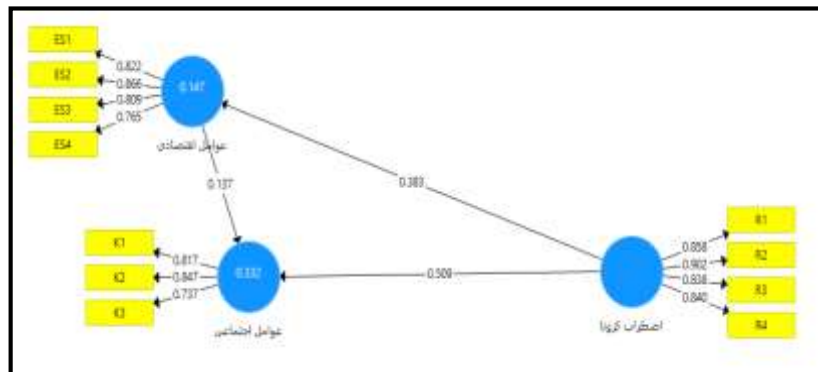 ES1
ES2
ES3
ES4
0.822
0.866
0.809
0.765
0.147
عوامل اقتصادی
0.137
0.383
K1
K2
K3
0.817
0.847
0.737
0.332
عوامل اجتماعی
0.509
اضطراب کرونا
0.858
0.902
0.838
0.840
R1
R2
R3
R4